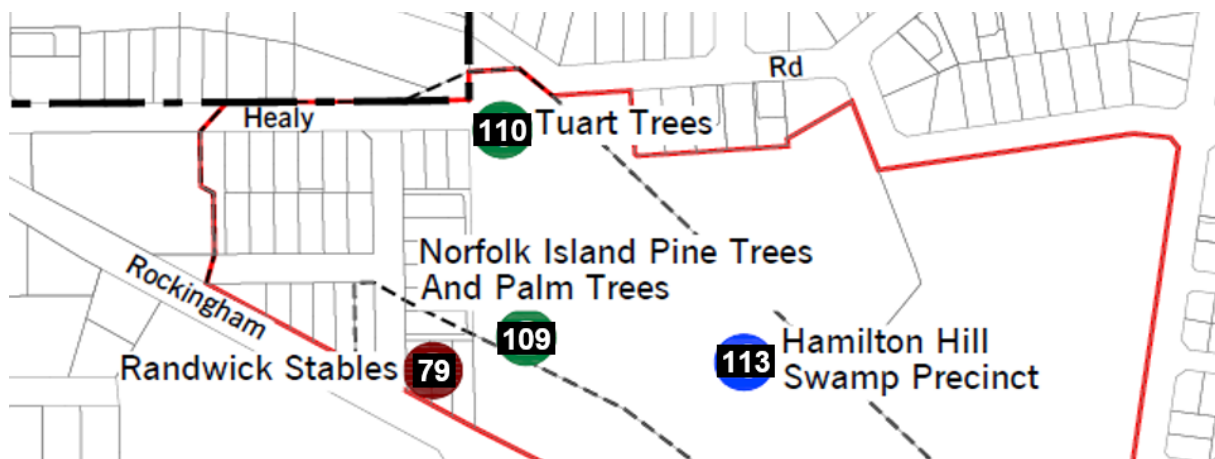 Rd
Healy
110 Tuart Trees
Norfolk Island Pine Trees
And Palm Trees
Rockingham
109
Randwick Stables 79
113 Hamilton Hill
Swamp Precinct